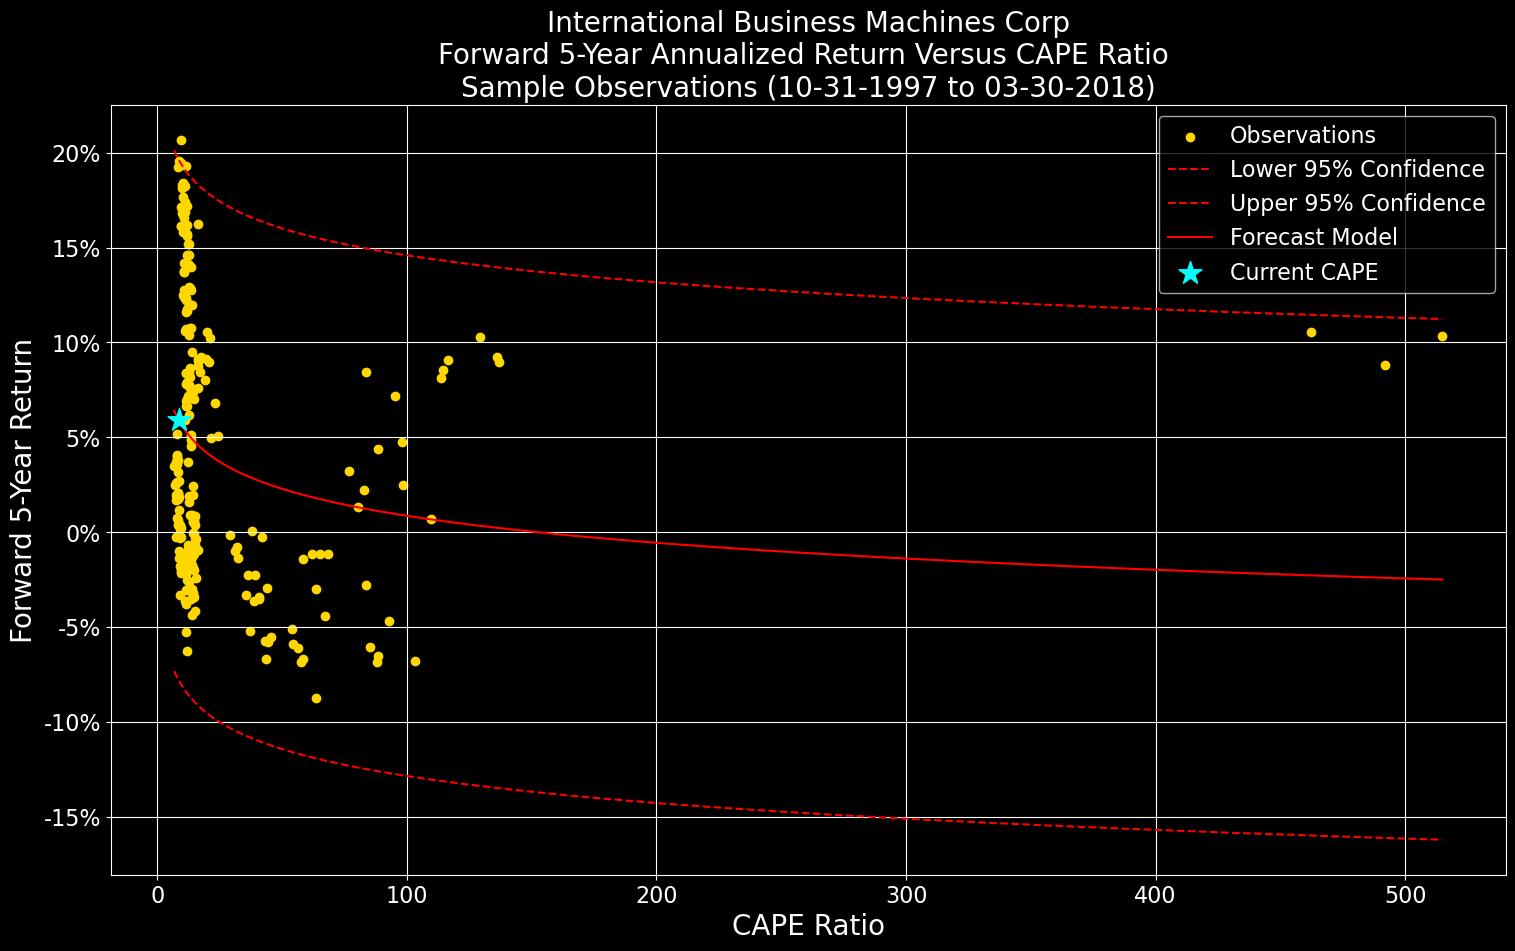 International Business Machines Corp
Forward 5-Year Annualized Return Versus CAPE Ratio
Sample Observations (10-31-1997 to 03-30-2018)
Observations
Lower 95% Confidence
Upper 95% Confidence
Forecast Model
Current CAPE
Forward 5-Year Return
20%
15%
10%
5%
0%
-5%
-10%
-15%
0 100 200 300 400 500
CAPE Ratio